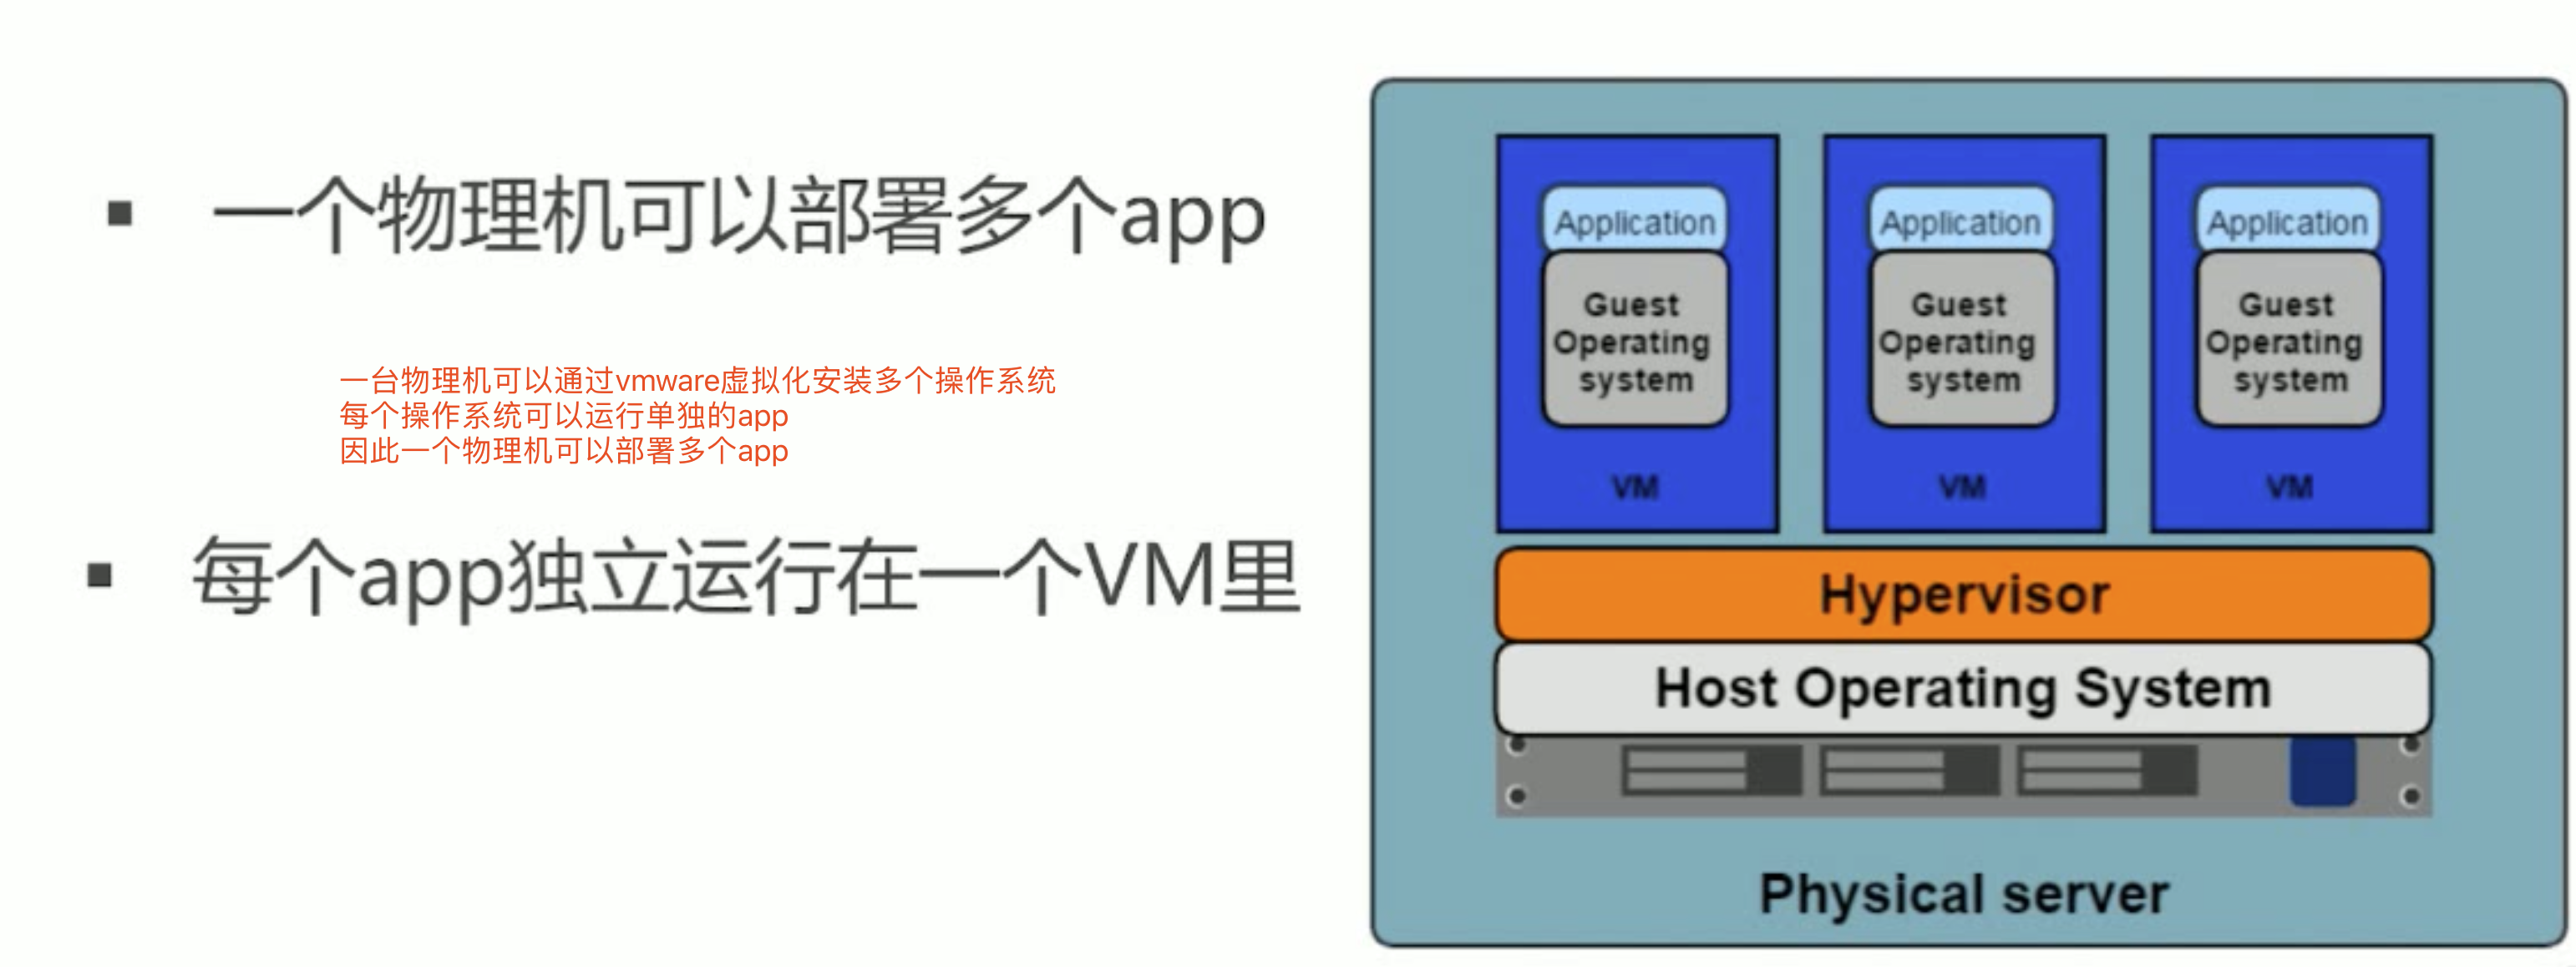 一个物理机可以部署多个app
一台物理机可以通过vmware虚拟化安装多个操作系统
每个操作系统可以运行单独的app
因此一个物理机可以部署多个app
每个app独立运行在一个VM里
Application
Guest
Operating
system
VM
Application
Guest
Operating
system
VM
Application
Guest
Operating
system
VM
Hypervisor
Host Operating System
Physical server